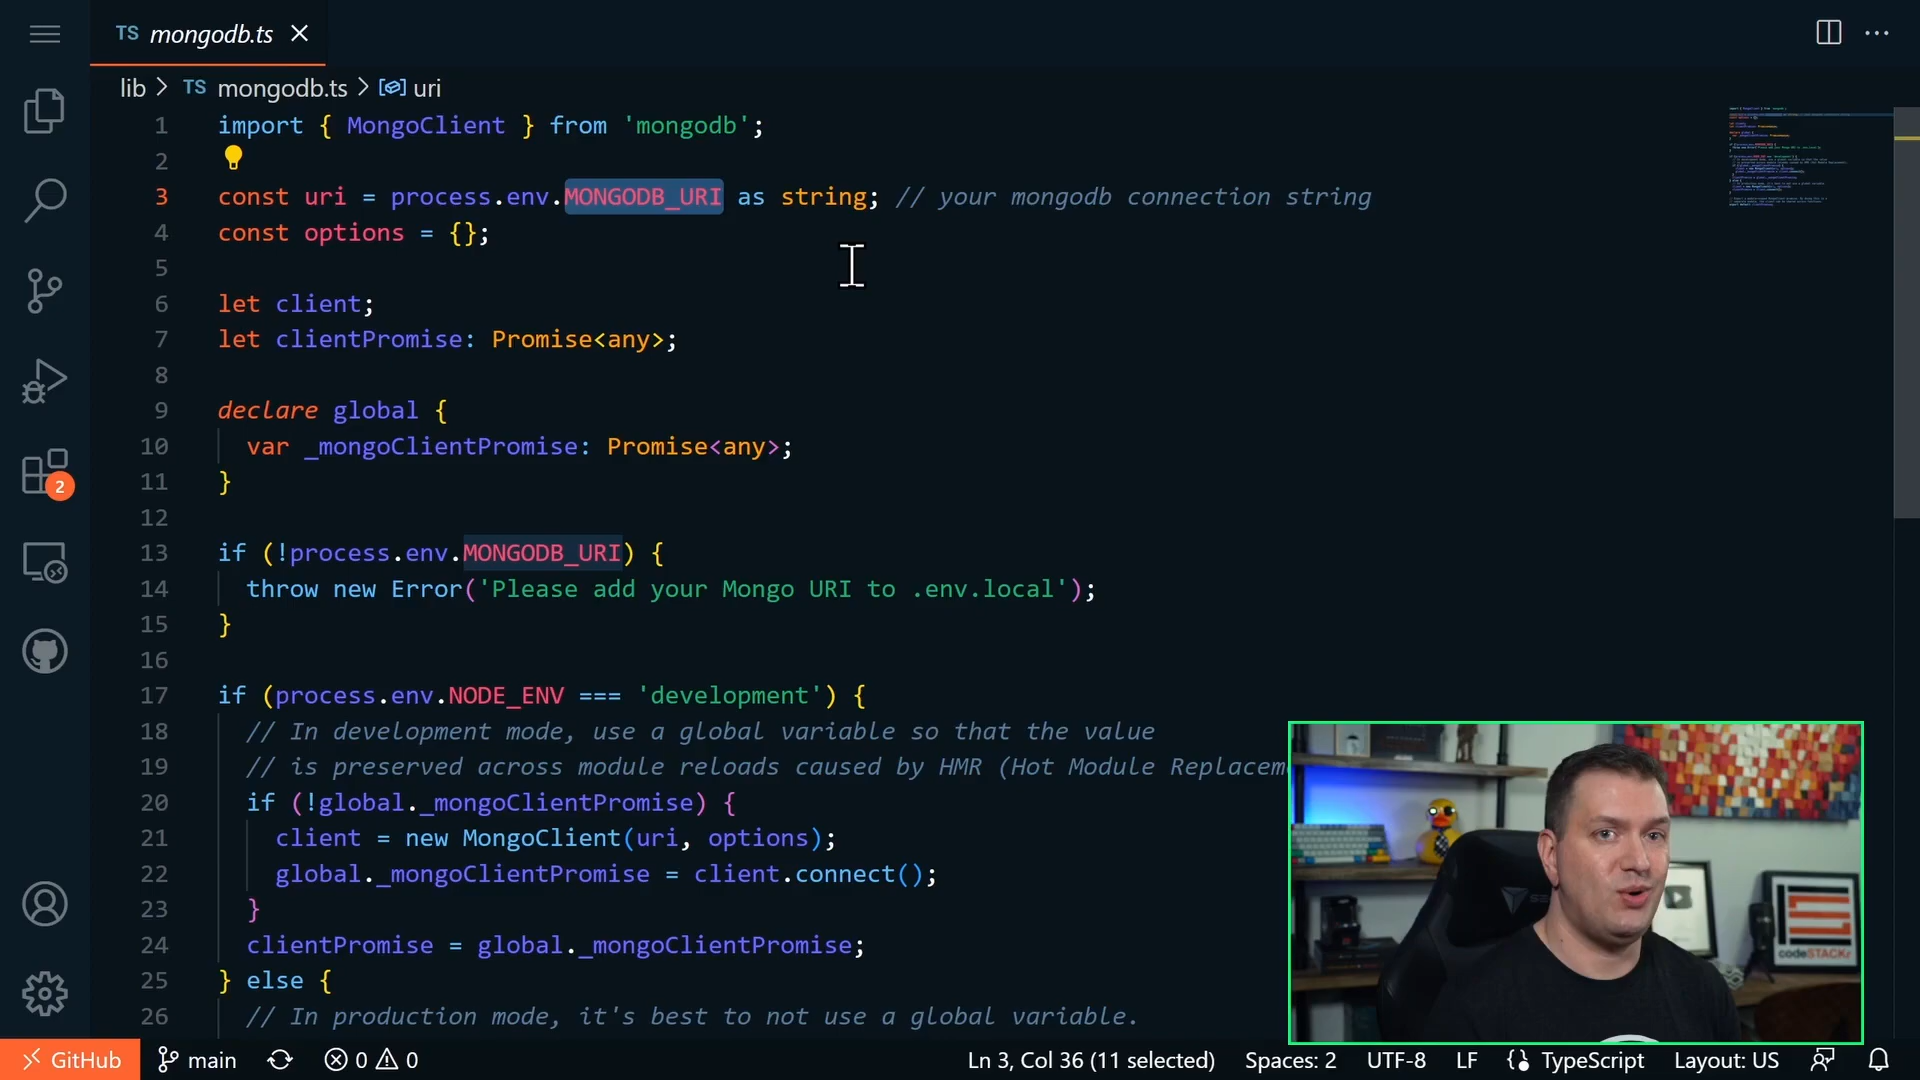 TS mongodb.ts
lib > TS mongodb.ts > uri
1 import { MongoClient } from 'mongodb';
2
3 const uri = process.env.MONGODB_URI as string; // your mongodb connection string
4 const options = {};
5
6 let client;
7 let clientPromise: Promise<any>;
8
9 declare global {
10 var _mongoClientPromise: Promise<any>;
11 }
12
13 if (!process.env.MONGODB_URI) {
14 throw new Error('Please add your Mongo URI to .env.local');
15 }
16
17 if (process.env.NODE_ENV === 'development') {
18 // In development mode, use a global variable so that the value
19 // is preserved across module reloads caused by HMR (Hot Module Replacem
20 if (!global._mongoClientPromise) {
21 client = new MongoClient(uri, options);
22 global._mongoClientPromise = client.connect();
23 }
24 clientPromise = global._mongoClientPromise;
25 } else {
26 // In production mode, it's best to not use a global variable.
2
codeSTACKr
GitHub main 0 0 Ln 3, Col 36 (11 selected) Spaces: 2 UTF-8 LF TypeScript Layout: US